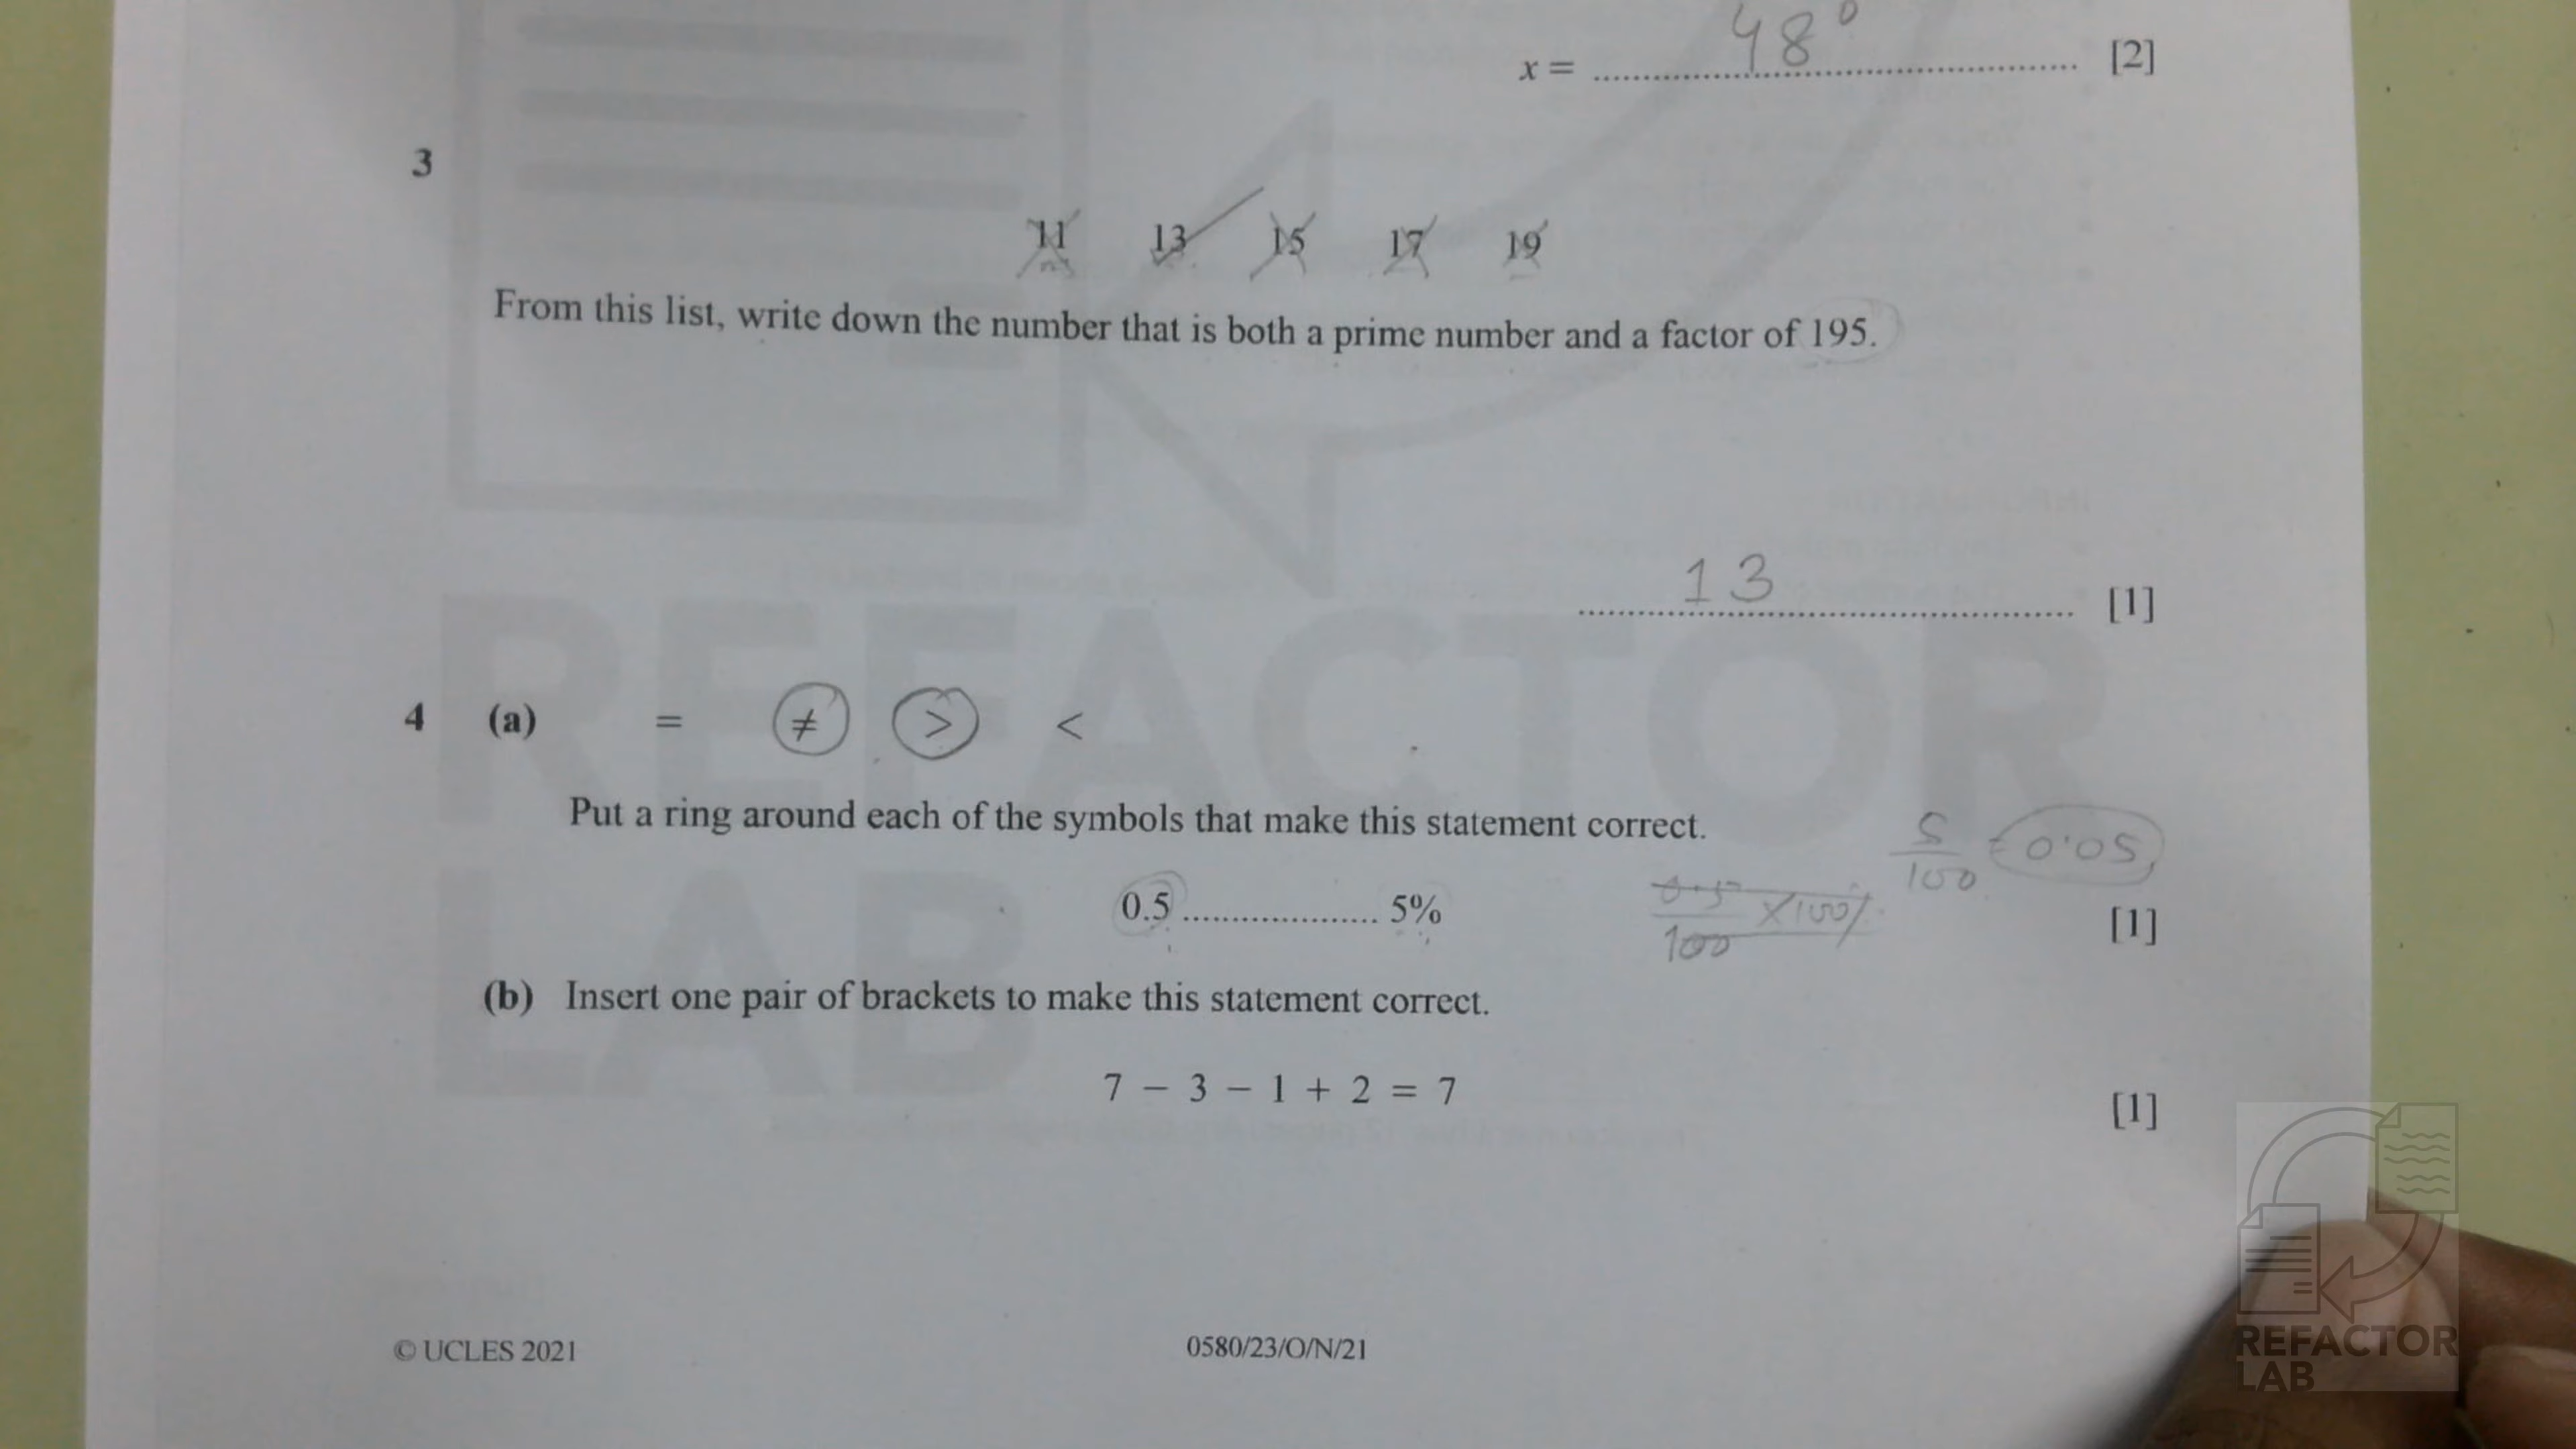 x = 48° [2]
3
11 13 15 17 19
From this list, write down the number that is both a prime number and a factor of 195.
13 [1]
4 (a) = ≠ > <
Put a ring around each of the symbols that make this statement correct.
5/100 = 0.05
0.5 .................... 5% [1]
(b) Insert one pair of brackets to make this statement correct.
7 − 3 − 1 + 2 = 7 [1]
© UCLES 2021 0580/23/O/N/21
REFACTOR
LAB
REFACTOR
LAB